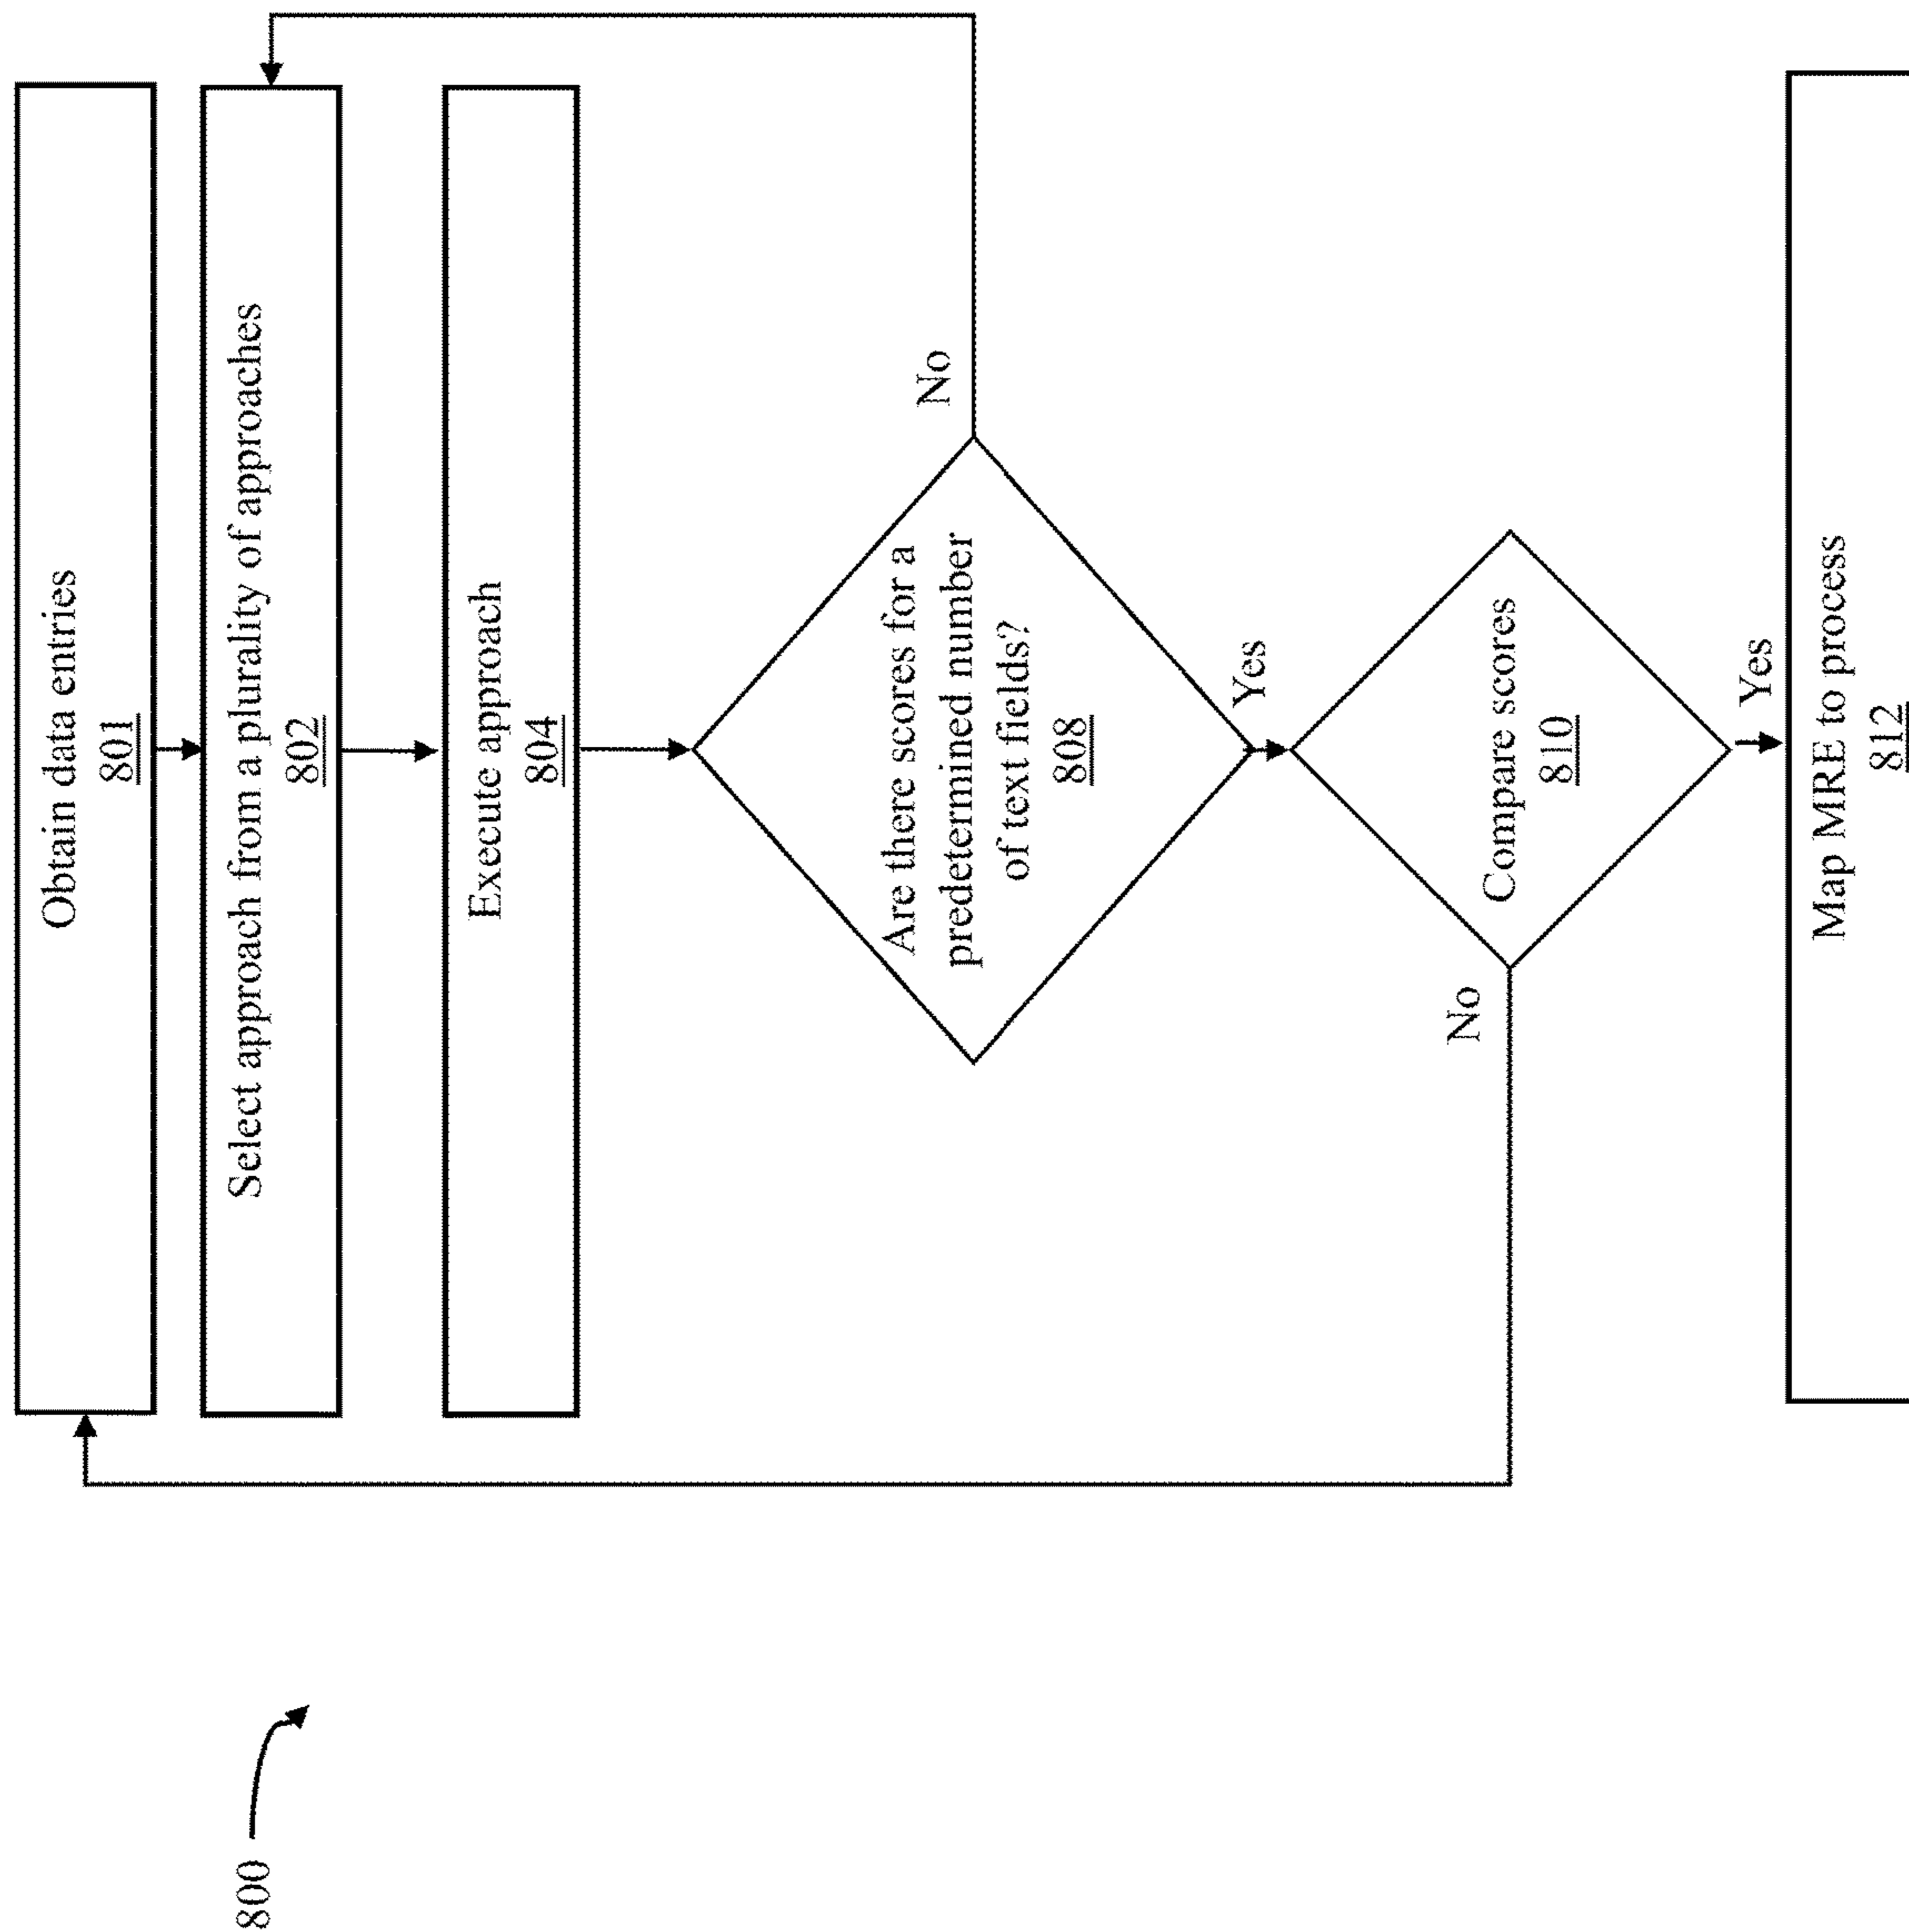 800
Obtain data entries
801
Select approach from a plurality of approaches
802
Execute approach
804
Are there scores for a
predetermined number
of text fields?
808
No
Yes
Compare scores
810
No
Yes
Map MRE to process
812